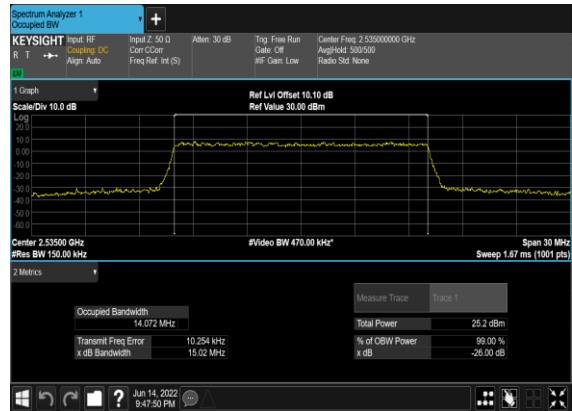 Spectrum Analyzer 1
Occupied BW
+
KEYSIGHT Input: RF Input Z: 50 Ω Atten: 30 dB Trig: Free Run Center Freq: 2.535000000 GHz
R T Coupling: DC Corr CCorr Gate: Off Avg|Hold: 500/500
Align: Auto Freq Ref: Int (S) #IF Gain: Low Radio Std: None
LW
1 Graph
Ref Lvl Offset 10.10 dB
Scale/Div 10.0 dB Ref Value 30.00 dBm
Log
20.0
10.0
0.00
-10.0
-20.0
-30.0
-40.0
-50.0
-60.0
Center 2.53500 GHz #Video BW 470.00 kHz* Span 30 MHz
#Res BW 150.00 kHz Sweep 1.67 ms (1001 pts)
2 Metrics
Measure Trace Trace 1
Occupied Bandwidth
14.072 MHz
Total Power 25.2 dBm
Transmit Freq Error 10.254 kHz % of OBW Power 99.00 %
x dB Bandwidth 15.02 MHz x dB -26.00 dB
? Jun 14, 2022
9:47:50 PM